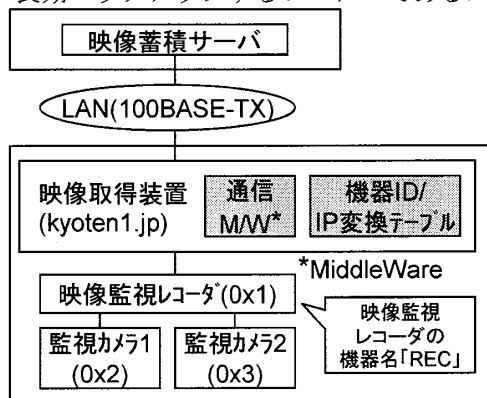 映像蓄積サーバ
LAN(100BASE-TX)
映像取得装置
(kyoten1.jp)
通信
M/W*
機器ID/
IP変換テーブル
*MiddleWare
映像監視レコーダ(0x1)
監視カメラ1
(0x2)
監視カメラ2
(0x3)
映像監視
レコーダの
機器名「REC」